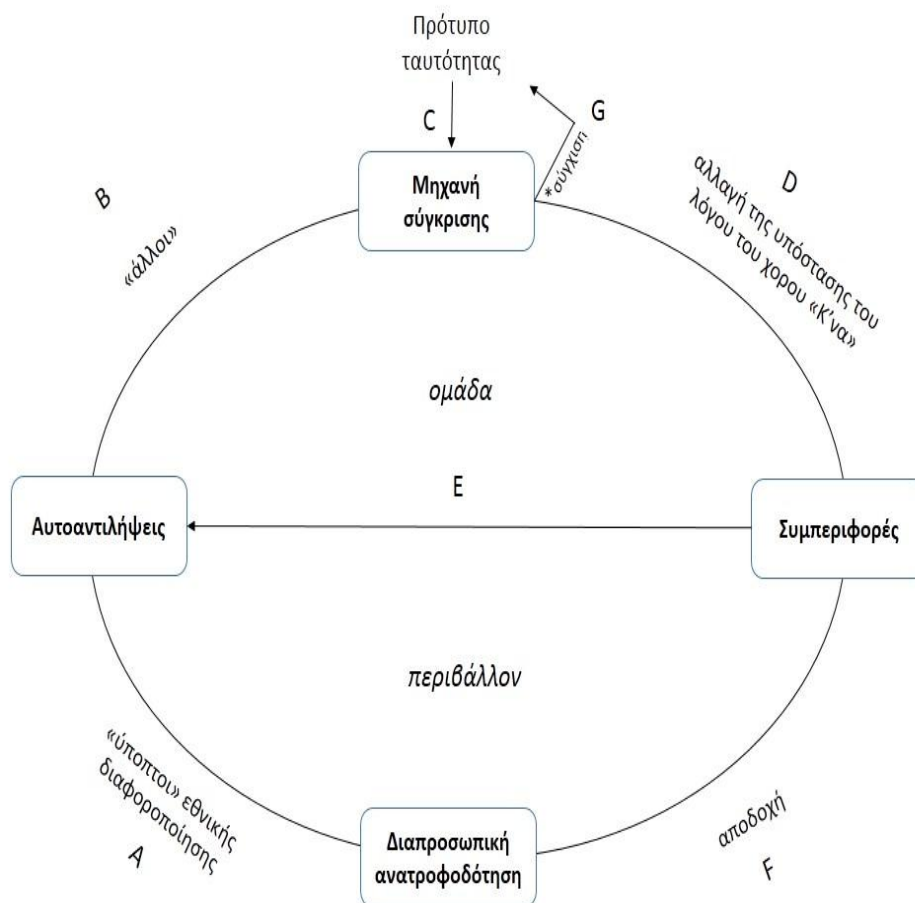 Πρότυπο
ταυτότητας
C
G
*σύγχιση
Μηχανή
σύγκρισης
B
«άλλοι»
D
αλλαγή της υπόστασης του
λόγου του χορου «Κ'να»
ομάδα
E
Αυτοαντιλήψεις
Συμπεριφορές
περιβάλλον
«ύποπτοι» εθνικής
διαφοροποίησης
A
Διαπροσωπική
ανατροφοδότηση
αποδοχή
F